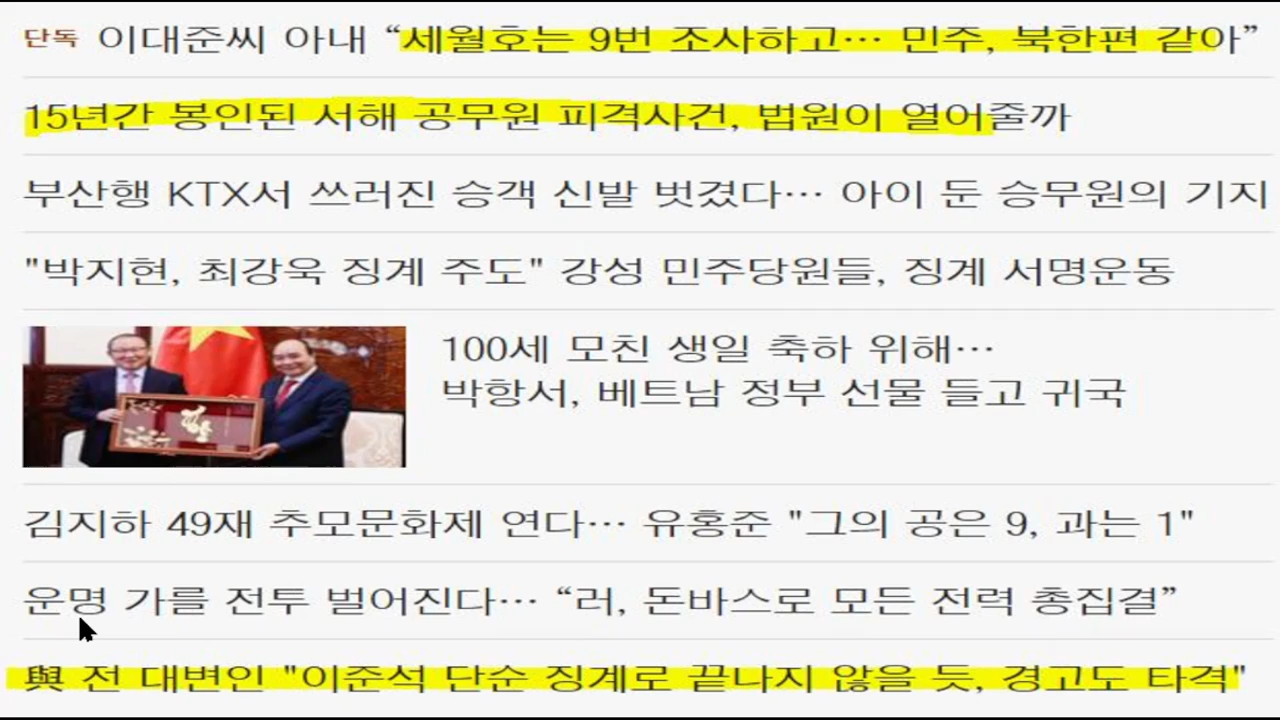 단독 이대준씨 아내 “세월호는 9번 조사하고… 민주, 북한편 같아”
15년간 봉인된 서해 공무원 피격사건, 법원이 열어줄까
부산행 KTX서 쓰러진 승객 신발 벗겼다… 아이 둔 승무원의 기지
"박지현, 최강욱 징계 주도" 강성 민주당원들, 징계 서명운동
100세 모친 생일 축하 위해…
박항서, 베트남 정부 선물 들고 귀국
김지하 49재 추모문화제 연다… 유홍준 "그의 공은 9, 과는 1"
운명 가를 전투 벌어진다… “러, 돈바스로 모든 전력 총집결”
與 전 대변인 "이준석 단순 징계로 끝나지 않을 듯, 경고도 타격"